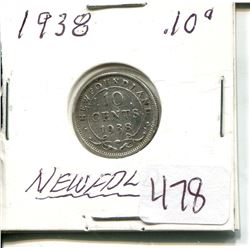 1938 .10¢
NEWFOUNDLAND
10
CENTS
1938
NEWFDL
478